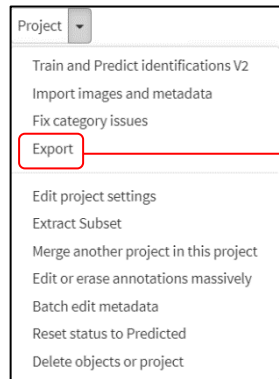 Project
Train and Predict identifications V2
Import images and metadata
Fix category issues
Export
Edit project settings
Extract Subset
Merge another project in this project
Edit or erase annotations massively
Batch edit metadata
Reset status to Predicted
Delete objects or project